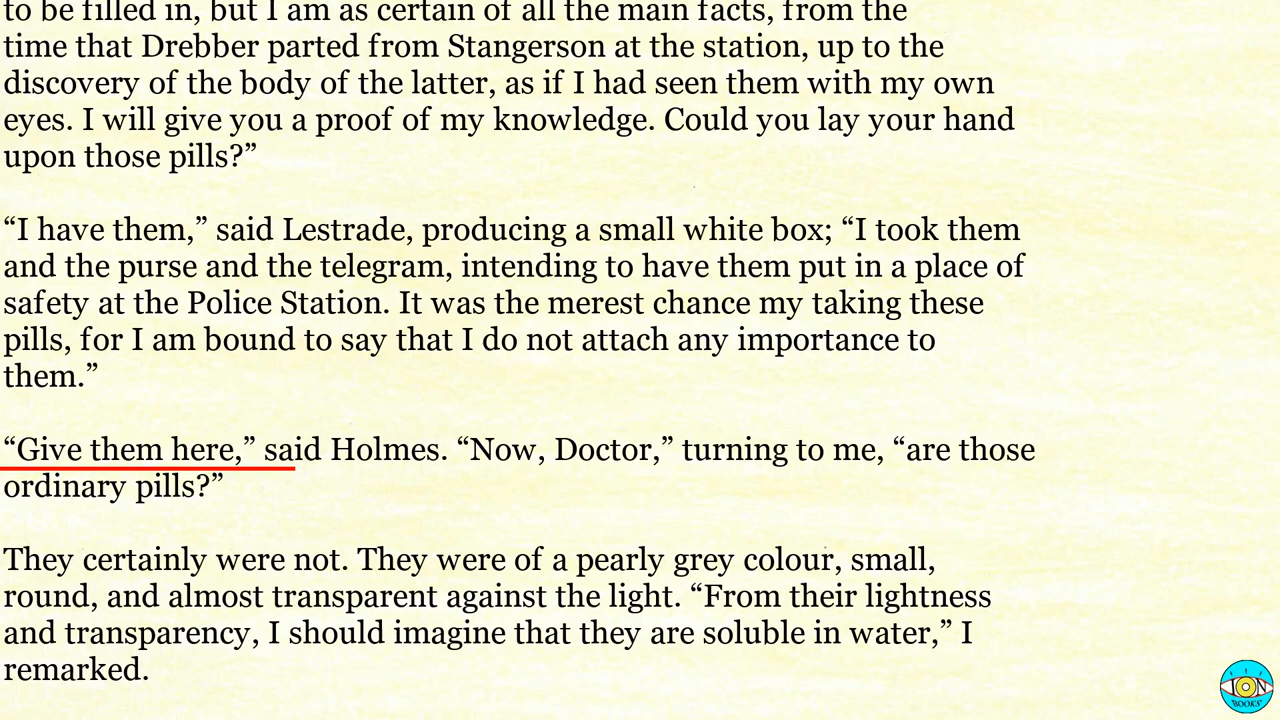 to be filled in, but I am as certain of all the main facts, from the
time that Drebber parted from Stangerson at the station, up to the
discovery of the body of the latter, as if I had seen them with my own
eyes. I will give you a proof of my knowledge. Could you lay your hand
upon those pills?”
“I have them,” said Lestrade, producing a small white box; “I took them
and the purse and the telegram, intending to have them put in a place of
safety at the Police Station. It was the merest chance my taking these
pills, for I am bound to say that I do not attach any importance to
them.”
“Give them here,” said Holmes. “Now, Doctor,” turning to me, “are those
ordinary pills?”
They certainly were not. They were of a pearly grey colour, small,
round, and almost transparent against the light. “From their lightness
and transparency, I should imagine that they are soluble in water,” I
remarked.
ION
BOOKS